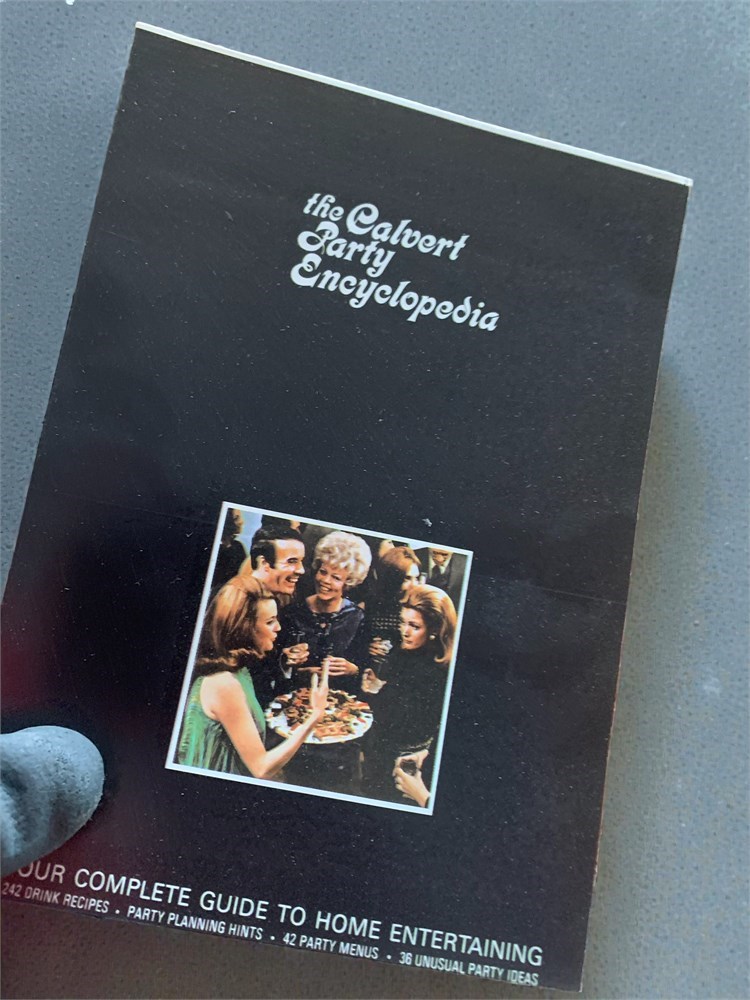 the Calvert
Party
Encyclopedia
OUR COMPLETE GUIDE TO HOME ENTERTAINING
242 DRINK RECIPES • PARTY PLANNING HINTS • 42 PARTY MENUS • 36 UNUSUAL PARTY IDEAS